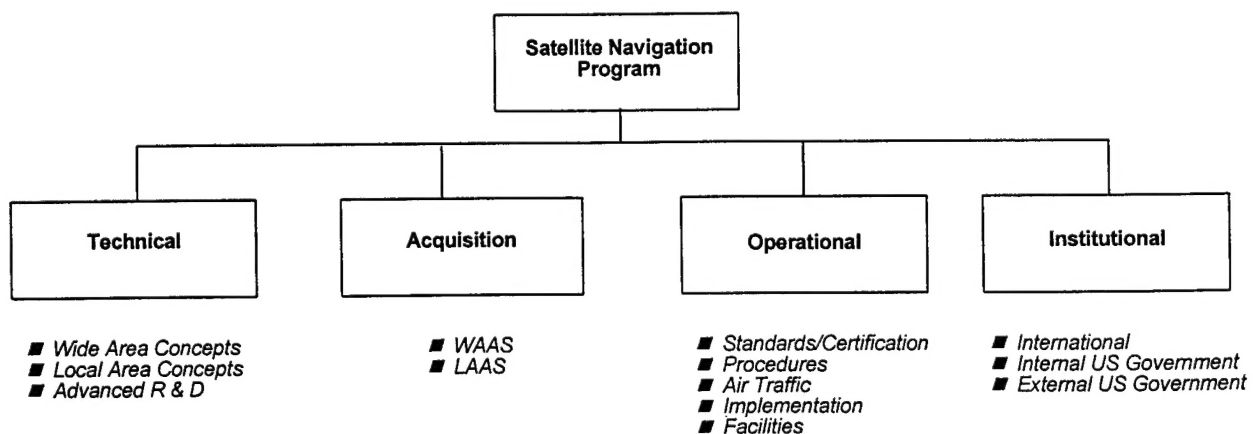 Satellite Navigation
Program
Technical
Acquisition
Operational
Institutional
■ Wide Area Concepts
■ Local Area Concepts
■ Advanced R & D
■ WAAS
■ LAAS
■ Standards/Certification
■ Procedures
■ Air Traffic
■ Implementation
■ Facilities
■ International
■ Internal US Government
■ External US Government